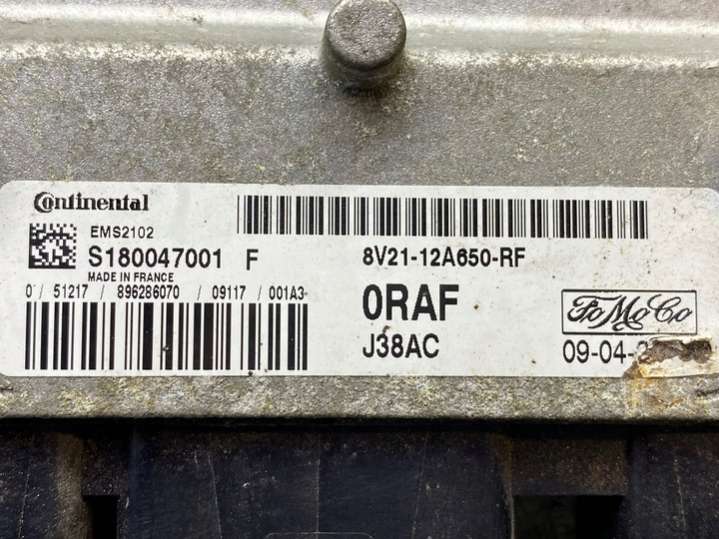 Continental
EMS2102
S180047001 F
MADE IN FRANCE
0 / 51217 / 896286070 / 09117 / 001A3
8V21-12A650-RF
0RAF
J38AC
FoMoCo
09-04-